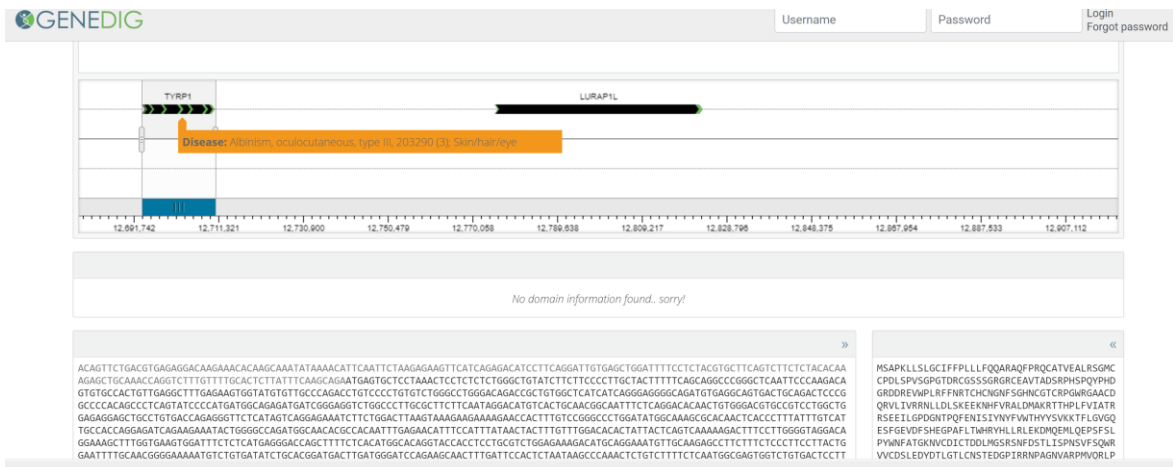 GENEDIG
Username
Password
Login
Forgot password
TYRP1
LURAP1L
Disease: Albinism, oculocutaneous, type III, 203290 (3); Skin/hair/eye
12,691,742 12,711,321 12,730,900 12,750,479 12,770,058 12,789,638 12,809,217 12,828,796 12,848,375 12,867,954 12,887,533 12,907,112
No domain information found.. sorry!
»
«
ACAGTTCTGACGTGAGAGGACAAGAAACACAAGCAAATATAAAACATTCAATTCTAAGAGAAGTTCATCAGAGACATCCTTCAGGATTGTGAGCTGGATTTTCCTCTACGTGCTTCAGTCTTCTCTACACAA
AGAGCTGCAAACCAGGTCTTTGTTTTGCACTCTTATTTCAAGCAGAATGAGTGCTCCTAAACTCCTCTCTCTGGGCTGTATCTTCTTCCCCTTGCTACTTTTTCAGCAGGCCCGGGCTCAATTCCCAAGACA
GTGTGCCACTGTTGAGGCTTTGAGAAGTGGTATGTGTTGCCCAGACCTGTCCCCTGTGTCTGGGCCTGGGACAGACCGCTGTGGCTCATCATCAGGGAGGGGCAGATGTGAGGCAGTGACTGCAGACTCCCG
GCCCCACAGCCCTCAGTATCCCCATGATGGCAGAGATGATCGGGAGGTCTGGCCCTTGCGCTTCTTCAATAGGACATGTCACTGCAACGGCAATTTCTCAGGACACAACTGTGGGACGTGCCGTCCTGGCTG
GAGAGGAGCTGCCTGTGACCAGAGGGTTCTCATAGTCAGGAGAAATCTTCTGGACTTAAGTAAAGAAGAAAAGAACCACTTTGTCCGGGCCCTGGATATGGCAAAGCGCACAACTCACCCTTTATTTGTCAT
TGCCACCAGGAGATCAGAAGAAATACTGGGGCCAGATGGCAACACGCCACAATTTGAGAACATTTCCATTTATAACTACTTTGTTTGGACACACTATTACTCAGTCAAAAAGACTTTCCTTGGGGTAGGACA
GGAAAGCTTTGGTGAAGTGGATTTCTCTCATGAGGGACCAGCTTTTCTCACATGGCACAGGTACCACCTCCTGCGTCTGGAGAAAGACATGCAGGAAATGTTGCAAGAGCCTTCTTTCTCCCTTCCTTACTG
GAATTTTGCAACGGGGAAAAATGTCTGTGATATCTGCACGGATGACTTGATGGGATCCAGAAGCAACTTTGATTCCACTCTAATAAGCCCAAACTCTGTCTTTTCTCAATGGCGAGTGGTCTGTGACTCCTT
MSAPKLLSLGCIFFPLLLFQQARAQFPRQCATVEALRSGMC
CPDLSPVSGPGTDRCGSSSGRGRCEAVTADSRPHSPQYPHD
GRDDREVWPLRFFNRTCHCNGNFSGHNCGTCRPGWRGAACD
QRVLIVRRNLLDLSKEEKNHFVRALDMAKRTTHPLFVIATR
RSEEILGPDGNTPQFENISIYNYFVWTHYYSVKKTFLGVGQ
ESFGEVDFSHEGPAFLTWHRYHLLRLEKDMQEMLQEPSFSL
PYWNFATGKNVCDICTDDLMGSRSNFDSTLISPNSVFSQWR
VVCDSLEDYDTLGTLCNSTEDGPIRRNPAGNVARPMVQRLP